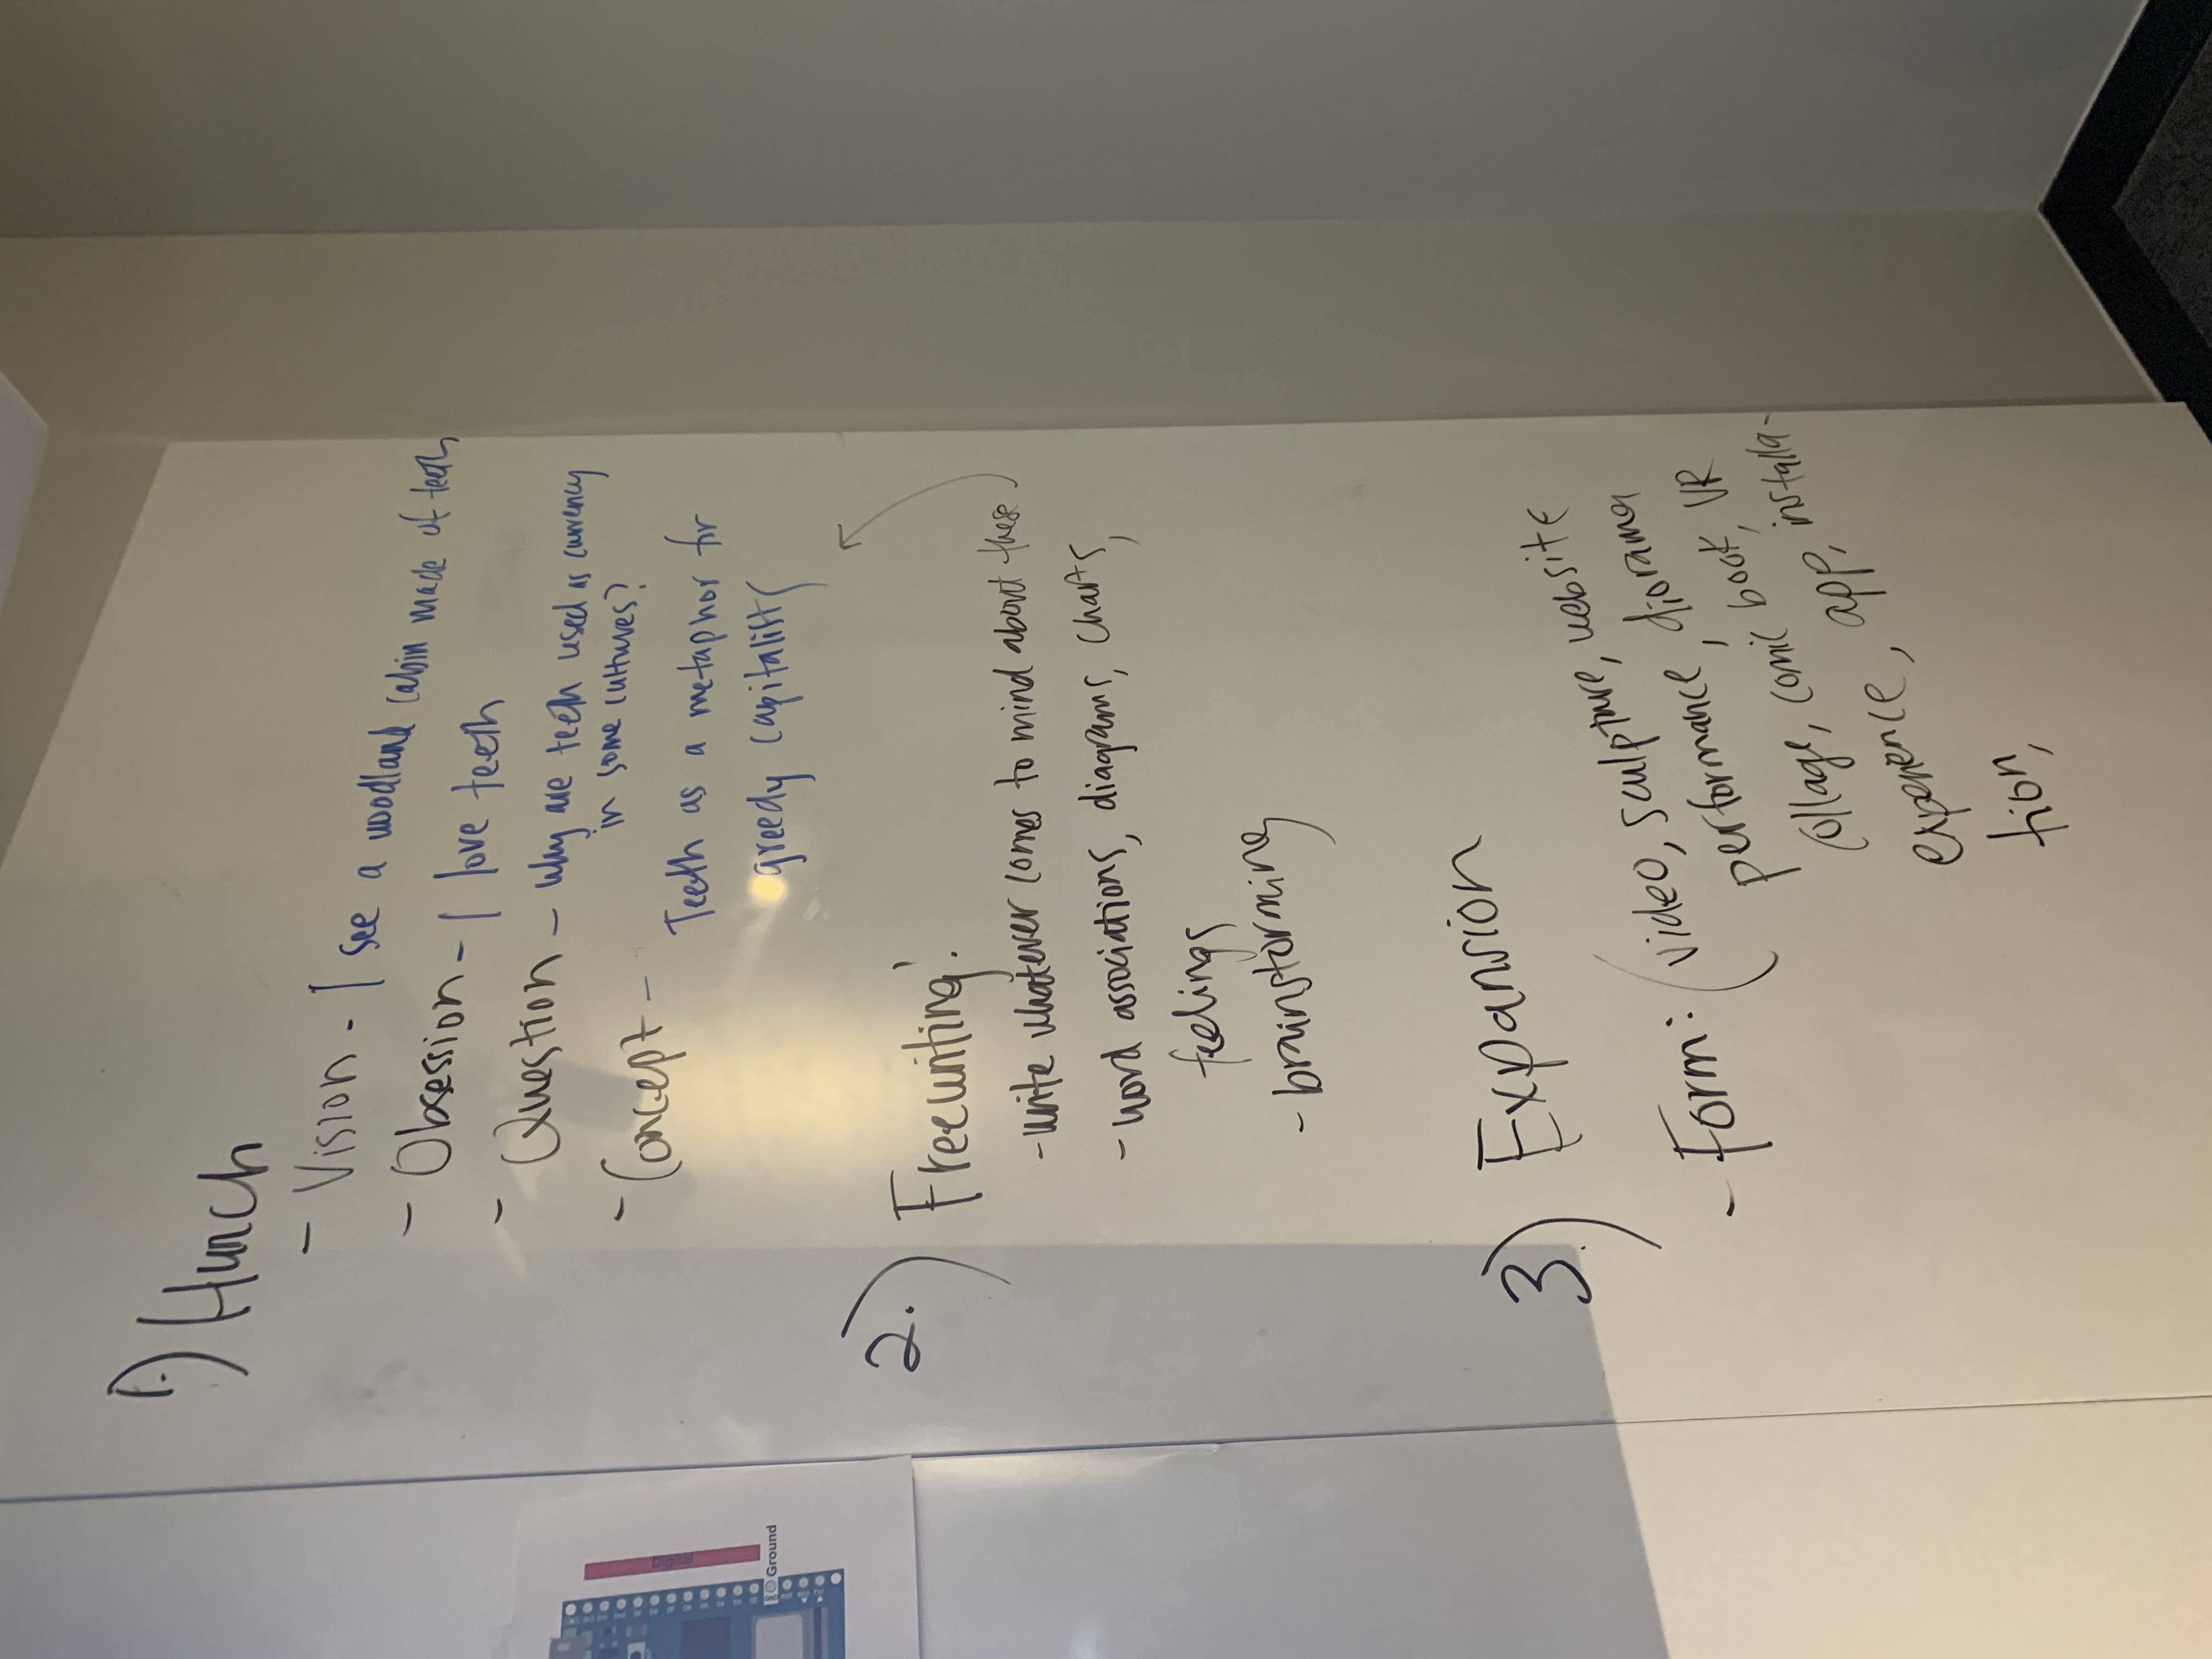 1.) Hunch
- Vision - I see a woodland cabin made of teeth
- Obsession - I love teeth
- Question - Why are teeth used as currency
in some cultures?
- Concept -
Teeth as a metaphor for
greedy capitalists
2.) Freewriting!
- write whatever comes to mind about these
- word associations, diagrams, charts,
feelings
- brainstorming
3.) Expansion
- Form: (video, sculpture, website
performance, diorama
collage, comic book, VR
experience, app, installa-
tion,
Digital
Ground